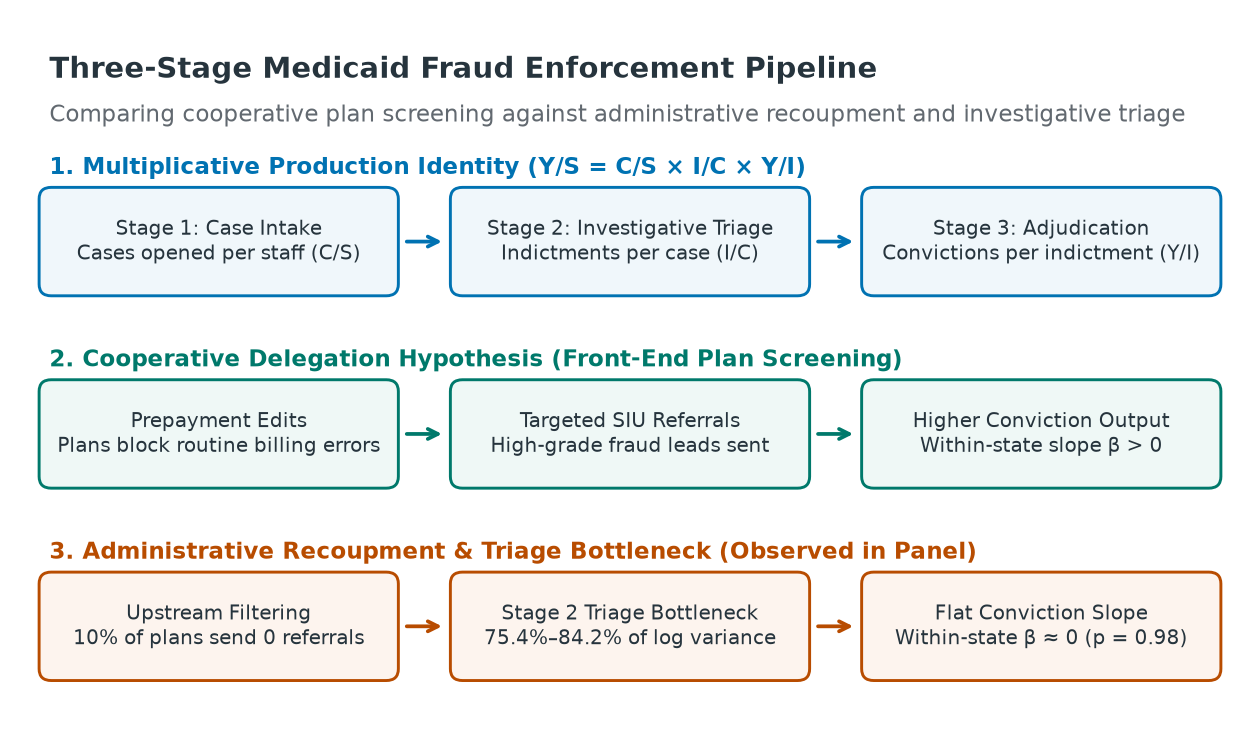 Three-Stage Medicaid Fraud Enforcement Pipeline
Comparing cooperative plan screening against administrative recoupment and investigative triage
1. Multiplicative Production Identity (Y/S = C/S × I/C × Y/I)
Stage 1: Case Intake
Cases opened per staff (C/S)
Stage 2: Investigative Triage
Indictments per case (I/C)
Stage 3: Adjudication
Convictions per indictment (Y/I)
2. Cooperative Delegation Hypothesis (Front-End Plan Screening)
Prepayment Edits
Plans block routine billing errors
Targeted SIU Referrals
High-grade fraud leads sent
Higher Conviction Output
Within-state slope β > 0
3. Administrative Recoupment & Triage Bottleneck (Observed in Panel)
Upstream Filtering
10% of plans send 0 referrals
Stage 2 Triage Bottleneck
75.4%–84.2% of log variance
Flat Conviction Slope
Within-state β ≈ 0 (p = 0.98)